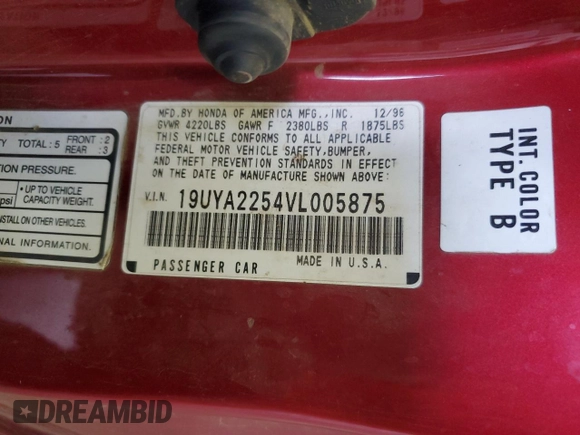 ON
TY TOTAL: 5 FRONT: 2
REAR: 3
ON PRESSURE.
psi
• UP TO VEHICLE
CAPACITY WEIGHT.
INSTALL ON OTHER VEHICLES.
NAL INFORMATION.
MFD.BY HONDA OF AMERICA MFG.,INC. 12/96
GVWR 4220LBS GAWR F 2380LBS R 1875LBS
THIS VEHICLE CONFORMS TO ALL APPLICABLE
FEDERAL MOTOR VEHICLE SAFETY,BUMPER,
AND THEFT PREVENTION STANDARDS IN EFFECT
ON THE DATE OF MANUFACTURE SHOWN ABOVE:
V.I.N. 19UYA2254VL005875
PASSENGER CAR MADE IN U.S.A.
INT. COLOR
TYPE B
DREAMBID